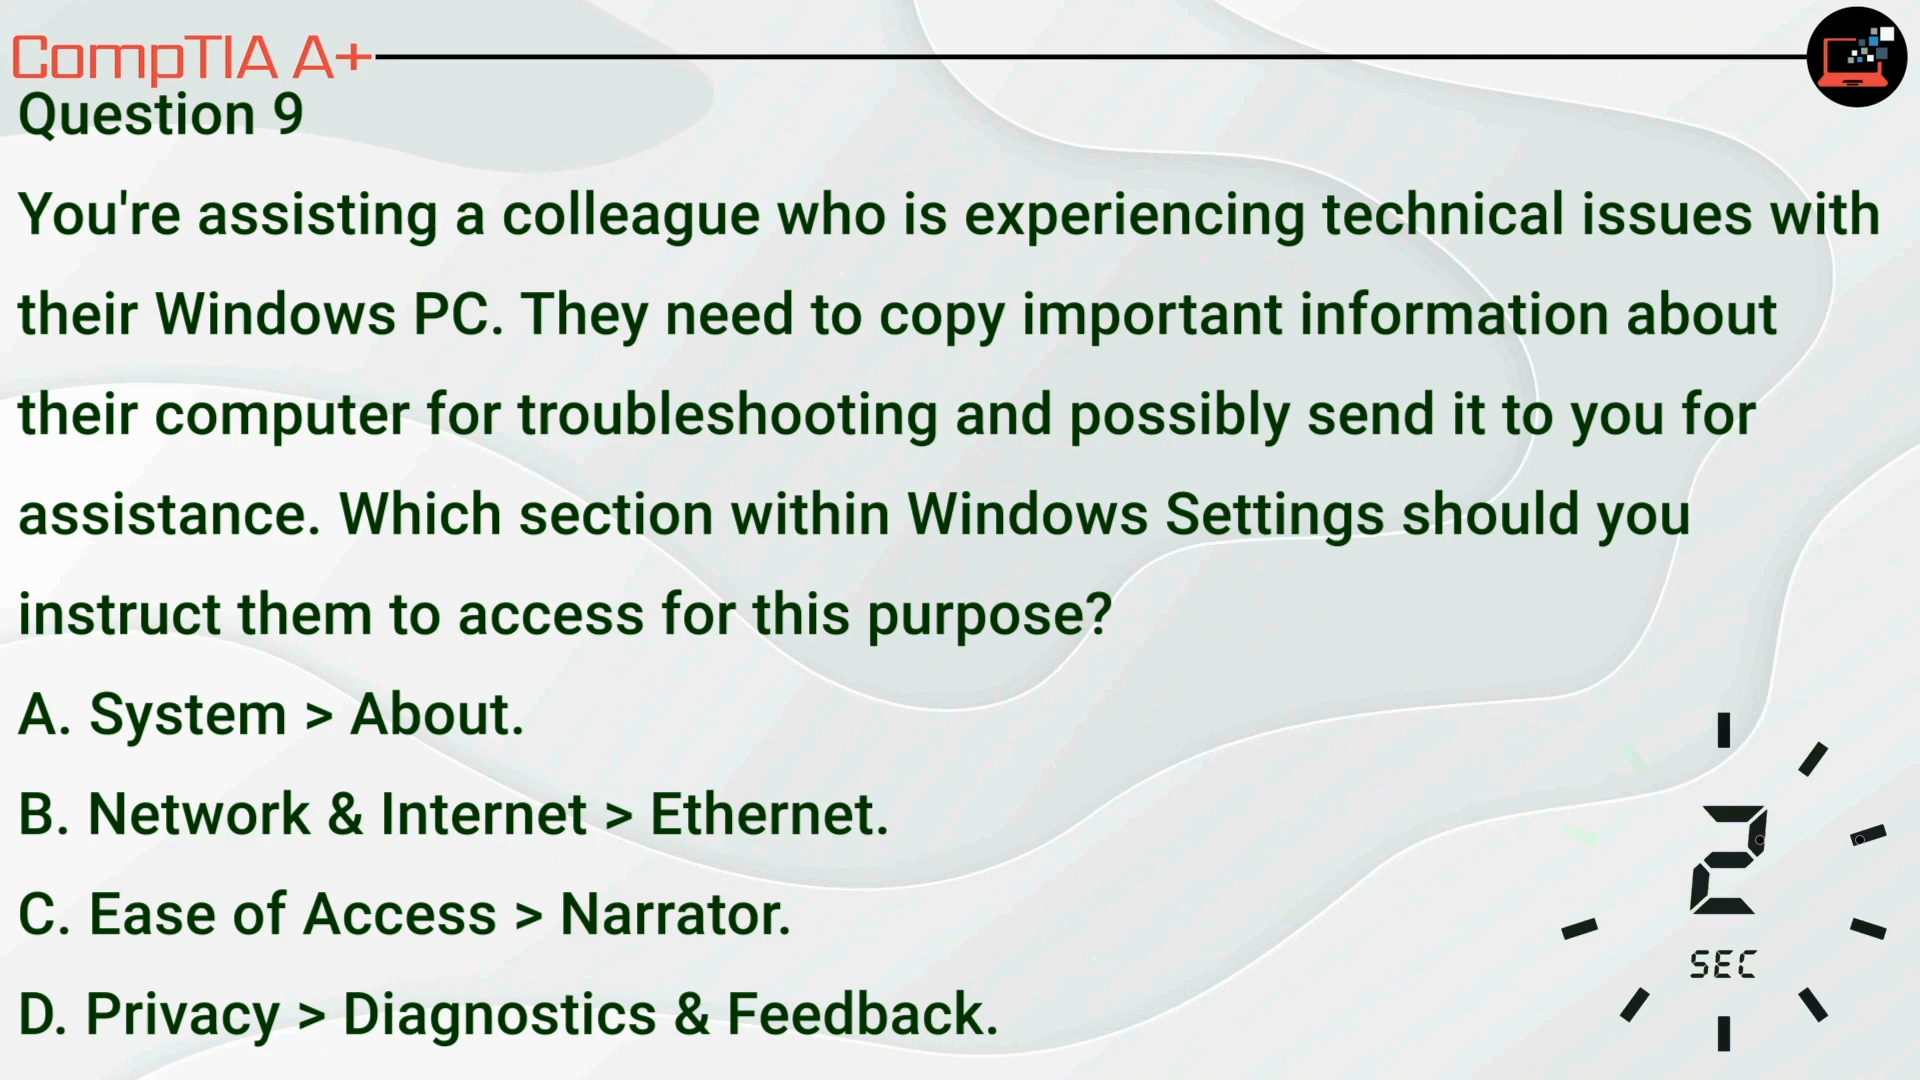 CompTIA A+
Question 9
You're assisting a colleague who is experiencing technical issues with
their Windows PC. They need to copy important information about
their computer for troubleshooting and possibly send it to you for
assistance. Which section within Windows Settings should you
instruct them to access for this purpose?
A. System > About.
B. Network & Internet > Ethernet.
C. Ease of Access > Narrator.
D. Privacy > Diagnostics & Feedback.
2
SEC